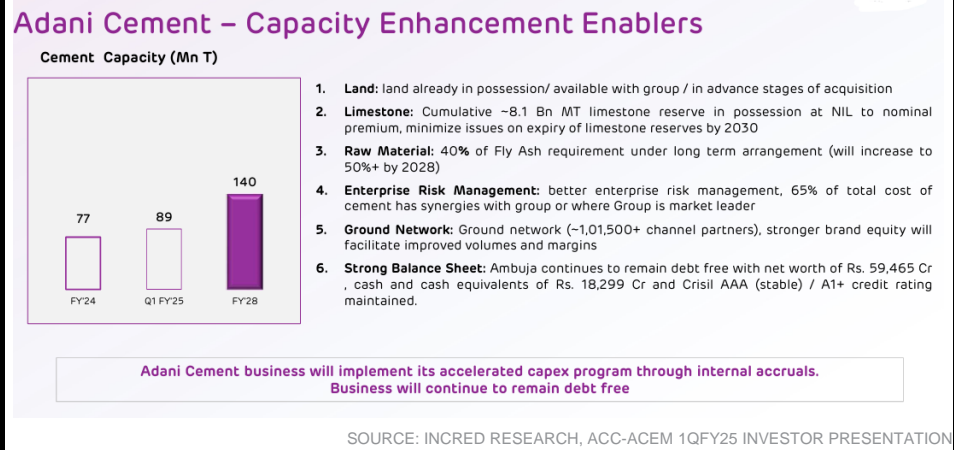 Adani Cement – Capacity Enhancement Enablers
Cement Capacity (Mn T)
77
89
140
FY'24
Q1 FY'25
FY'28
1. Land: land already in possession/ available with group / in advance stages of acquisition
2. Limestone: Cumulative ~8.1 Bn MT limestone reserve in possession at NIL to nominal
premium, minimize issues on expiry of limestone reserves by 2030
3. Raw Material: 40% of Fly Ash requirement under long term arrangement (will increase to
50%+ by 2028)
4. Enterprise Risk Management: better enterprise risk management, 65% of total cost of
cement has synergies with group or where Group is market leader
5. Ground Network: Ground network (~1,01,500+ channel partners), stronger brand equity will
facilitate improved volumes and margins
6. Strong Balance Sheet: Ambuja continues to remain debt free with net worth of Rs. 59,465 Cr
, cash and cash equivalents of Rs. 18,299 Cr and Crisil AAA (stable) / A1+ credit rating
maintained.
Adani Cement business will implement its accelerated capex program through internal accruals.
Business will continue to remain debt free
SOURCE: INCRED RESEARCH, ACC-ACEM 1QFY25 INVESTOR PRESENTATION